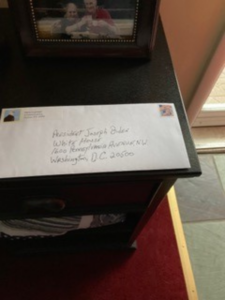 President Joseph Biden
White House
1600 Pennsylvania Avenue NW
Washington, D.C. 20500